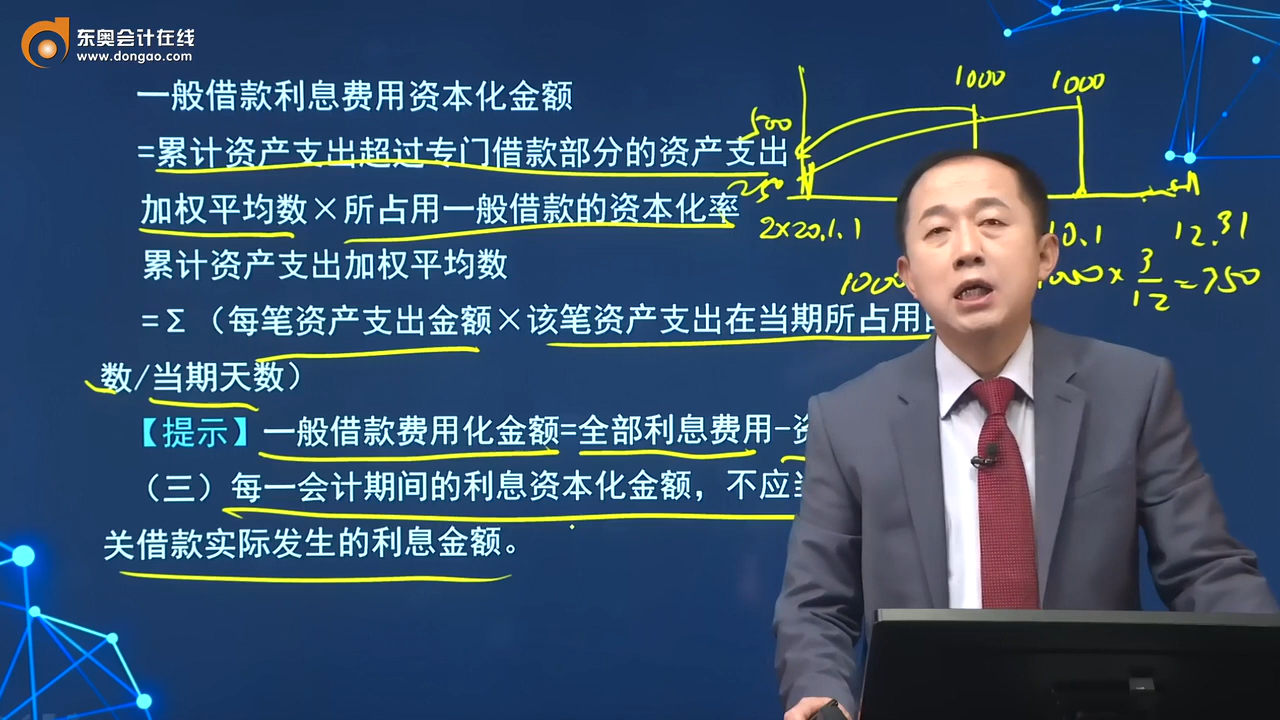 东奥会计在线
www.dongao.com
一般借款利息费用资本化金额
=累计资产支出超过专门借款部分的资产支出
加权平均数×所占用一般借款的资本化率
累计资产支出加权平均数
=Σ（每笔资产支出金额×该笔资产支出在当期所占用
数/当期天数）
【提示】一般借款费用化金额=全部利息费用-
（三）每一会计期间的利息资本化金额，不应
关借款实际发生的利息金额。
1000 1000
500
250
2×20.1.1 10.1 12.31
1000 1000×3/12=250